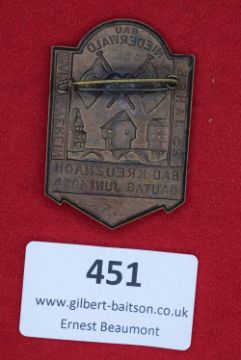 GAU
NIEDERWALD
BAD KREUZNACH
GAUTAG JUNI 1934
451
www.gilbert-baitson.co.uk
Ernest Beaumont